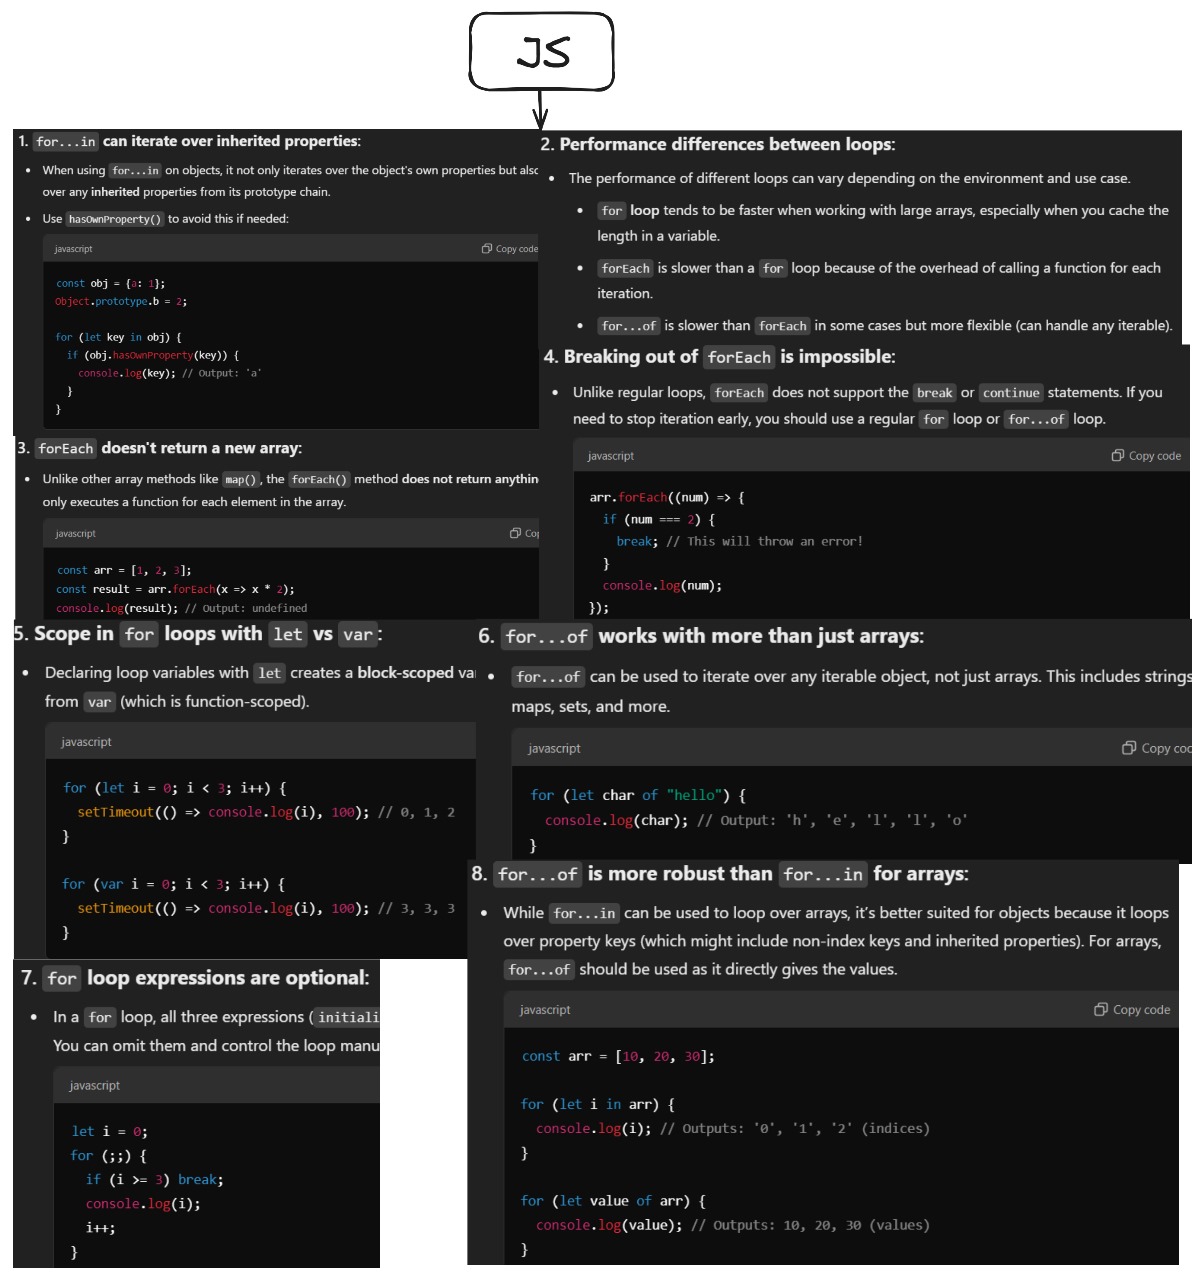 JS
1. for...in can iterate over inherited properties:
• When using for...in on objects, it not only iterates over the object's own properties but also
over any inherited properties from its prototype chain.
• Use hasOwnProperty() to avoid this if needed:
javascript
Copy code
const obj = {a: 1};
Object.prototype.b = 2;
for (let key in obj) {
if (obj.hasOwnProperty(key)) {
console.log(key); // Output: 'a'
}
}
2. Performance differences between loops:
• The performance of different loops can vary depending on the environment and use case.
• for loop tends to be faster when working with large arrays, especially when you cache the
length in a variable.
• forEach is slower than a for loop because of the overhead of calling a function for each
iteration.
• for...of is slower than forEach in some cases but more flexible (can handle any iterable).
3. forEach doesn't return a new array:
• Unlike other array methods like map(), the forEach() method does not return anythin
only executes a function for each element in the array.
javascript
Cop
const arr = [1, 2, 3];
const result = arr.forEach(x => x * 2);
console.log(result); // Output: undefined
4. Breaking out of forEach is impossible:
• Unlike regular loops, forEach does not support the break or continue statements. If you
need to stop iteration early, you should use a regular for loop or for...of loop.
javascript
Copy code
arr.forEach((num) => {
if (num === 2) {
break; // This will throw an error!
}
console.log(num);
});
5. Scope in for loops with let vs var:
• Declaring loop variables with let creates a block-scoped va
from var (which is function-scoped).
javascript
for (let i = 0; i < 3; i++) {
setTimeout(() => console.log(i), 100); // 0, 1, 2
}
for (var i = 0; i < 3; i++) {
setTimeout(() => console.log(i), 100); // 3, 3, 3
}
6. for...of works with more than just arrays:
• for...of can be used to iterate over any iterable object, not just arrays. This includes strings
maps, sets, and more.
javascript
Copy coc
for (let char of "hello") {
console.log(char); // Output: 'h', 'e', 'l', 'l', 'o'
}
7. for loop expressions are optional:
• In a for loop, all three expressions (initiali
You can omit them and control the loop manu
javascript
let i = 0;
for (;;) {
if (i >= 3) break;
console.log(i);
i++;
}
8. for...of is more robust than for...in for arrays:
• While for...in can be used to loop over arrays, it's better suited for objects because it loops
over property keys (which might include non-index keys and inherited properties). For arrays,
for...of should be used as it directly gives the values.
javascript
Copy code
const arr = [10, 20, 30];
for (let i in arr) {
console.log(i); // Outputs: '0', '1', '2' (indices)
}
for (let value of arr) {
console.log(value); // Outputs: 10, 20, 30 (values)
}